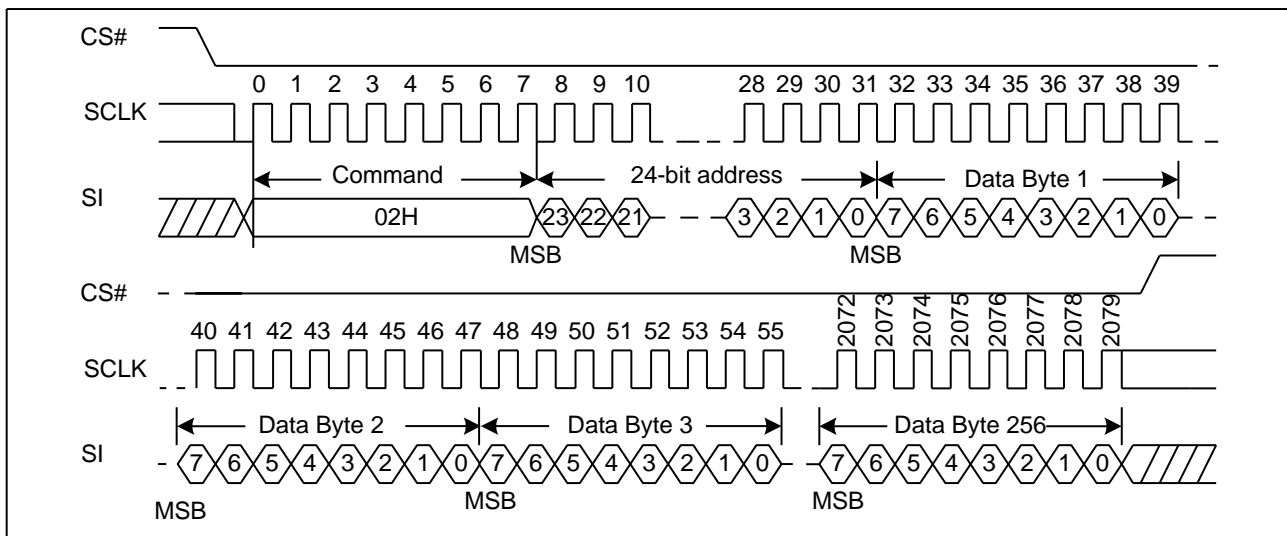 CS#
0 1 2 3 4 5 6 7 8 9 10 28 29 30 31 32 33 34 35 36 37 38 39
SCLK
Command 24-bit address Data Byte 1
SI
02H 23 22 21 3 2 1 0 7 6 5 4 3 2 1 0
MSB MSB
CS#
40 41 42 43 44 45 46 47 48 49 50 51 52 53 54 55 2072 2073 2074 2075 2076 2077 2078 2079
SCLK
Data Byte 2 Data Byte 3 Data Byte 256
SI
7 6 5 4 3 2 1 0 7 6 5 4 3 2 1 0 7 6 5 4 3 2 1 0
MSB MSB MSB